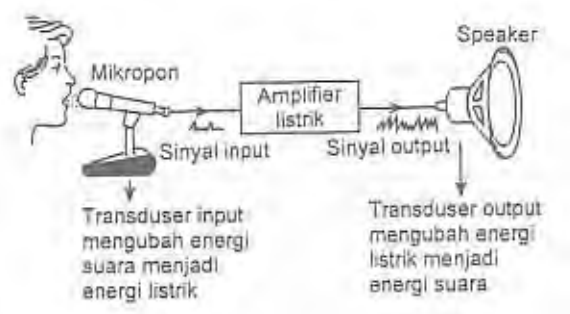 Speaker
Mikropon
Amplifier
listrik
Sinyal input
Sinyal output
Transduser input
mengubah energi
suara menjadi
energi listrik
Transduser output
mengubah energi
listrik menjadi
energi suara